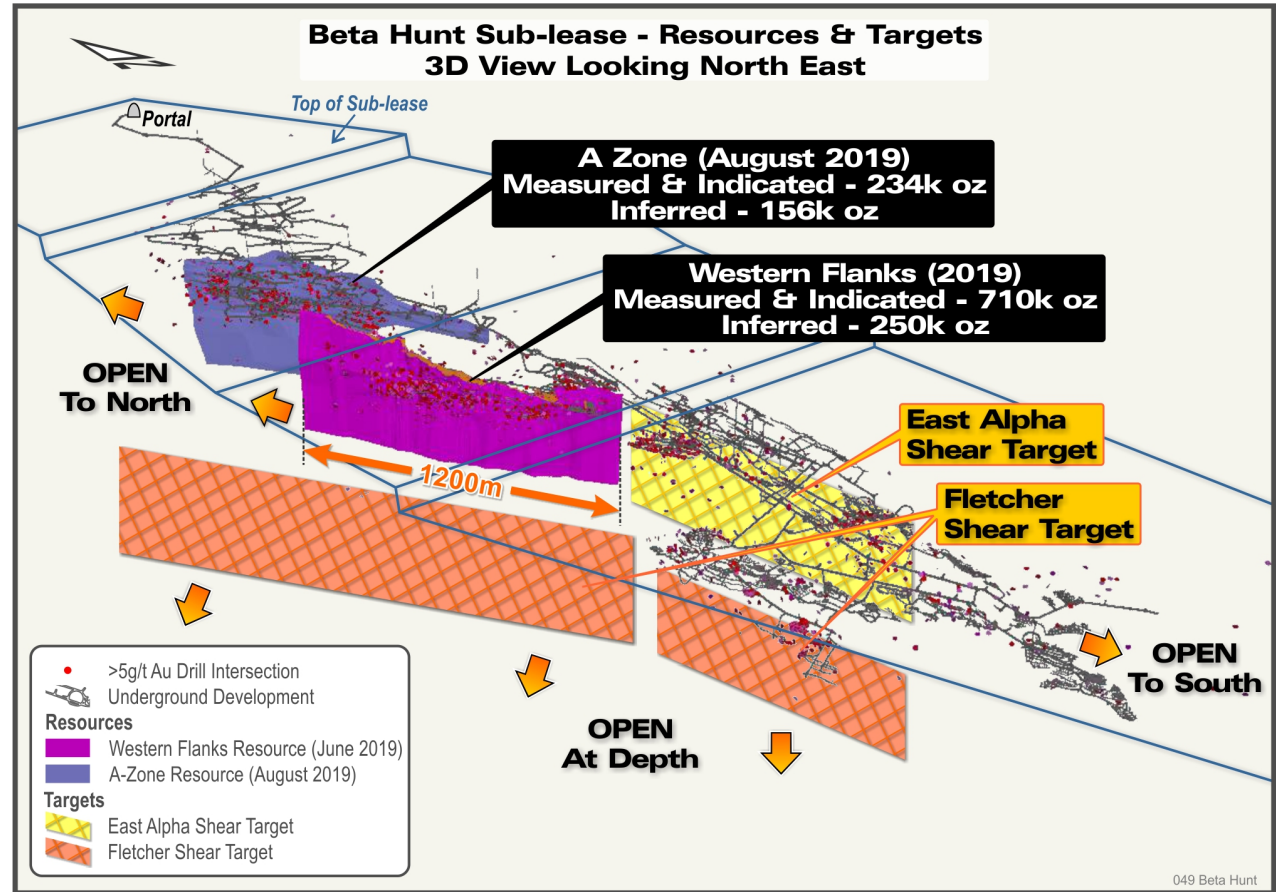 Beta Hunt Sub-lease - Resources & Targets
3D View Looking North East
Top of Sub-lease
Portal
A Zone (August 2019)
Measured & Indicated - 234k oz
Inferred - 156k oz
Western Flanks (2019)
Measured & Indicated - 710k oz
Inferred - 250k oz
OPEN
To North
East Alpha
Shear Target
1200m
Fletcher
Shear Target
OPEN
To South
OPEN
At Depth
>5g/t Au Drill Intersection
Underground Development
Resources
Western Flanks Resource (June 2019)
A-Zone Resource (August 2019)
Targets
East Alpha Shear Target
Fletcher Shear Target
049 Beta Hunt